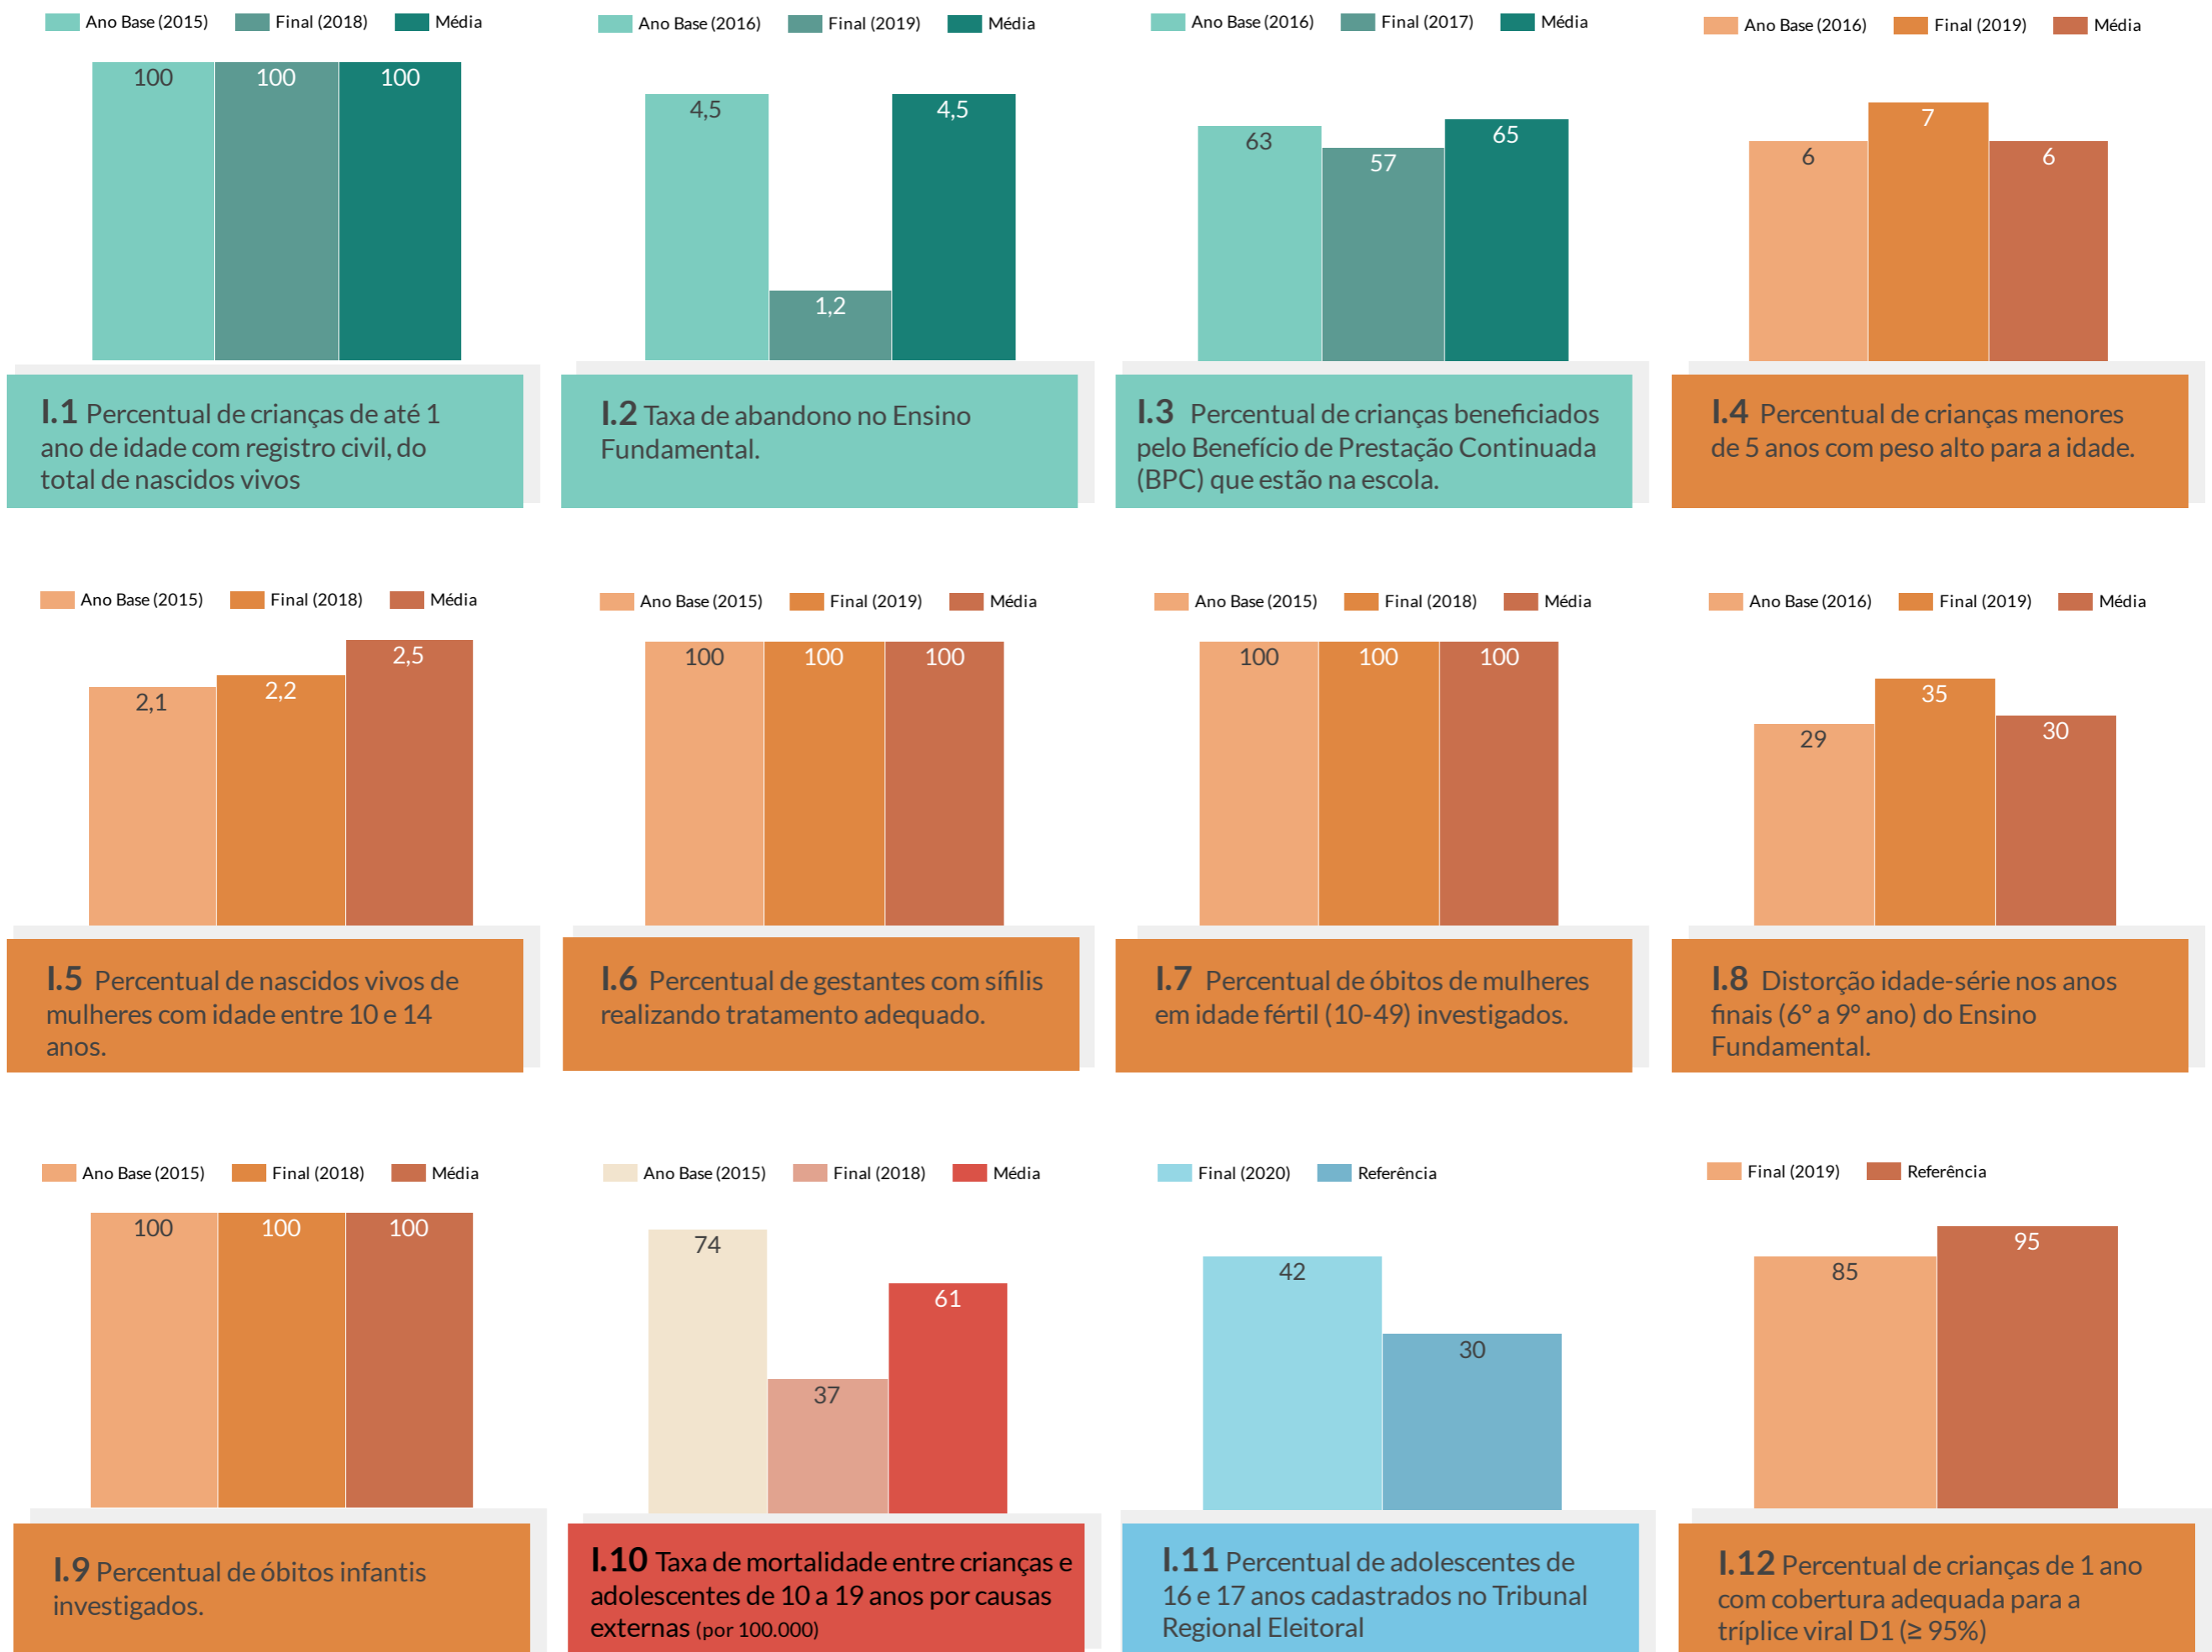 Ano Base (2015) Final (2018) Média
100 100 100
I.1 Percentual de crianças de até 1
ano de idade com registro civil, do
total de nascidos vivos
Ano Base (2016) Final (2019) Média
4,5 1,2 4,5
I.2 Taxa de abandono no Ensino
Fundamental.
Ano Base (2016) Final (2017) Média
63 57 65
I.3 Percentual de crianças beneficiados
pelo Benefício de Prestação Continuada
(BPC) que estão na escola.
Ano Base (2016) Final (2019) Média
6 7 6
I.4 Percentual de crianças menores
de 5 anos com peso alto para a idade.
Ano Base (2015) Final (2018) Média
2,1 2,2 2,5
I.5 Percentual de nascidos vivos de
mulheres com idade entre 10 e 14
anos.
Ano Base (2015) Final (2019) Média
100 100 100
I.6 Percentual de gestantes com sífilis
realizando tratamento adequado.
Ano Base (2015) Final (2018) Média
100 100 100
I.7 Percentual de óbitos de mulheres
em idade fértil (10-49) investigados.
Ano Base (2016) Final (2019) Média
29 35 30
I.8 Distorção idade-série nos anos
finais (6° a 9° ano) do Ensino
Fundamental.
Ano Base (2015) Final (2018) Média
100 100 100
I.9 Percentual de óbitos infantis
investigados.
Ano Base (2015) Final (2018) Média
74 37 61
I.10 Taxa de mortalidade entre crianças e
adolescentes de 10 a 19 anos por causas
externas (por 100.000)
Final (2020) Referência
42 30
I.11 Percentual de adolescentes de
16 e 17 anos cadastrados no Tribunal
Regional Eleitoral
Final (2019) Referência
85 95
I.12 Percentual de crianças de 1 ano
com cobertura adequada para a
tríplice viral D1 (≥ 95%)